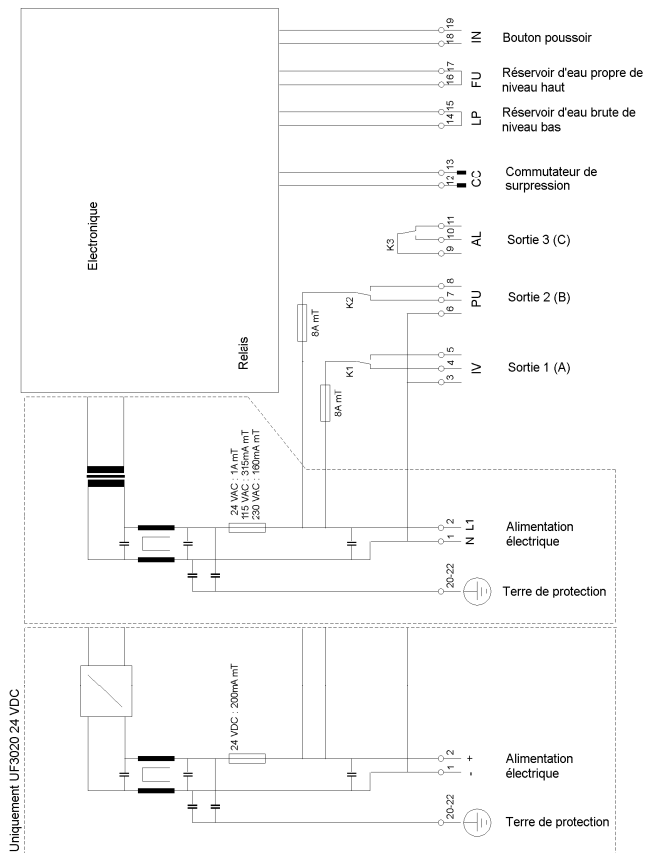 19
18
IN
Bouton poussoir
17
16
FU
Réservoir d'eau propre de
niveau haut
15
14
LP
Réservoir d'eau brute de
niveau bas
13
12
CC
Commutateur de
surpression
Electronique
11
10
9
AL
K3
Sortie 3 (C)
8
7
6
PU
K2
8A mT
Sortie 2 (B)
Relais
5
4
3
IV
K1
8A mT
Sortie 1 (A)
24 VAC : 1A mT
115 VAC : 315mA mT
230 VAC : 160mA mT
2 L1
1 N
Alimentation
électrique
20-22
Terre de protection
Uniquement UF3020 24 VDC
24 VDC : 200mA mT
2 +
1 -
Alimentation
électrique
20-22
Terre de protection